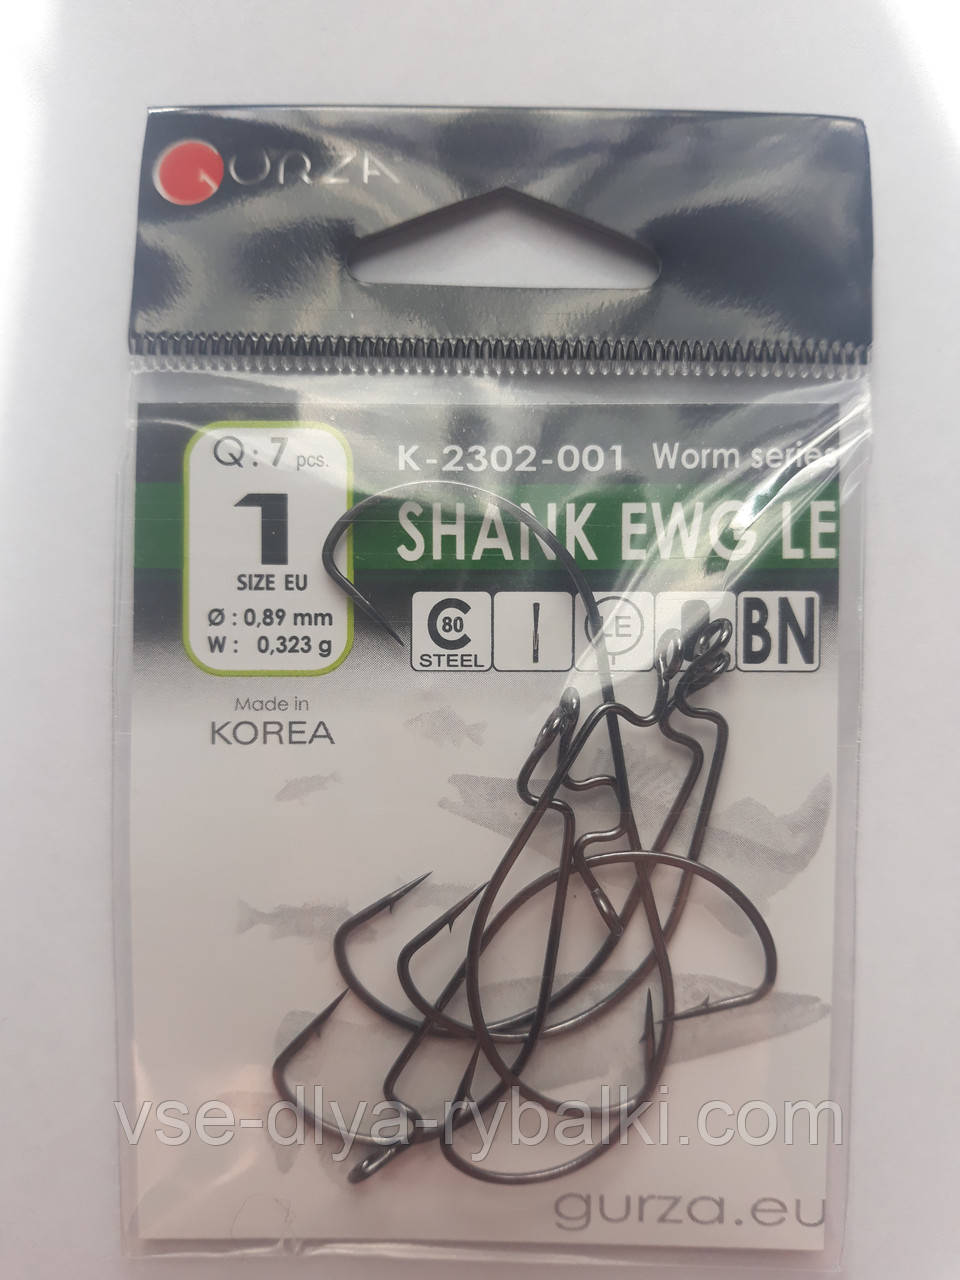 GURZA
Q: 7 pcs.
1
SIZE EU
Ø : 0,89 mm
W : 0,323 g
K-2302-001 Worm series
SHANK EWG LE
C 80 STEEL
LE
BN
Made in
KOREA
vse-dlya-rybalki.com
gurza.eu